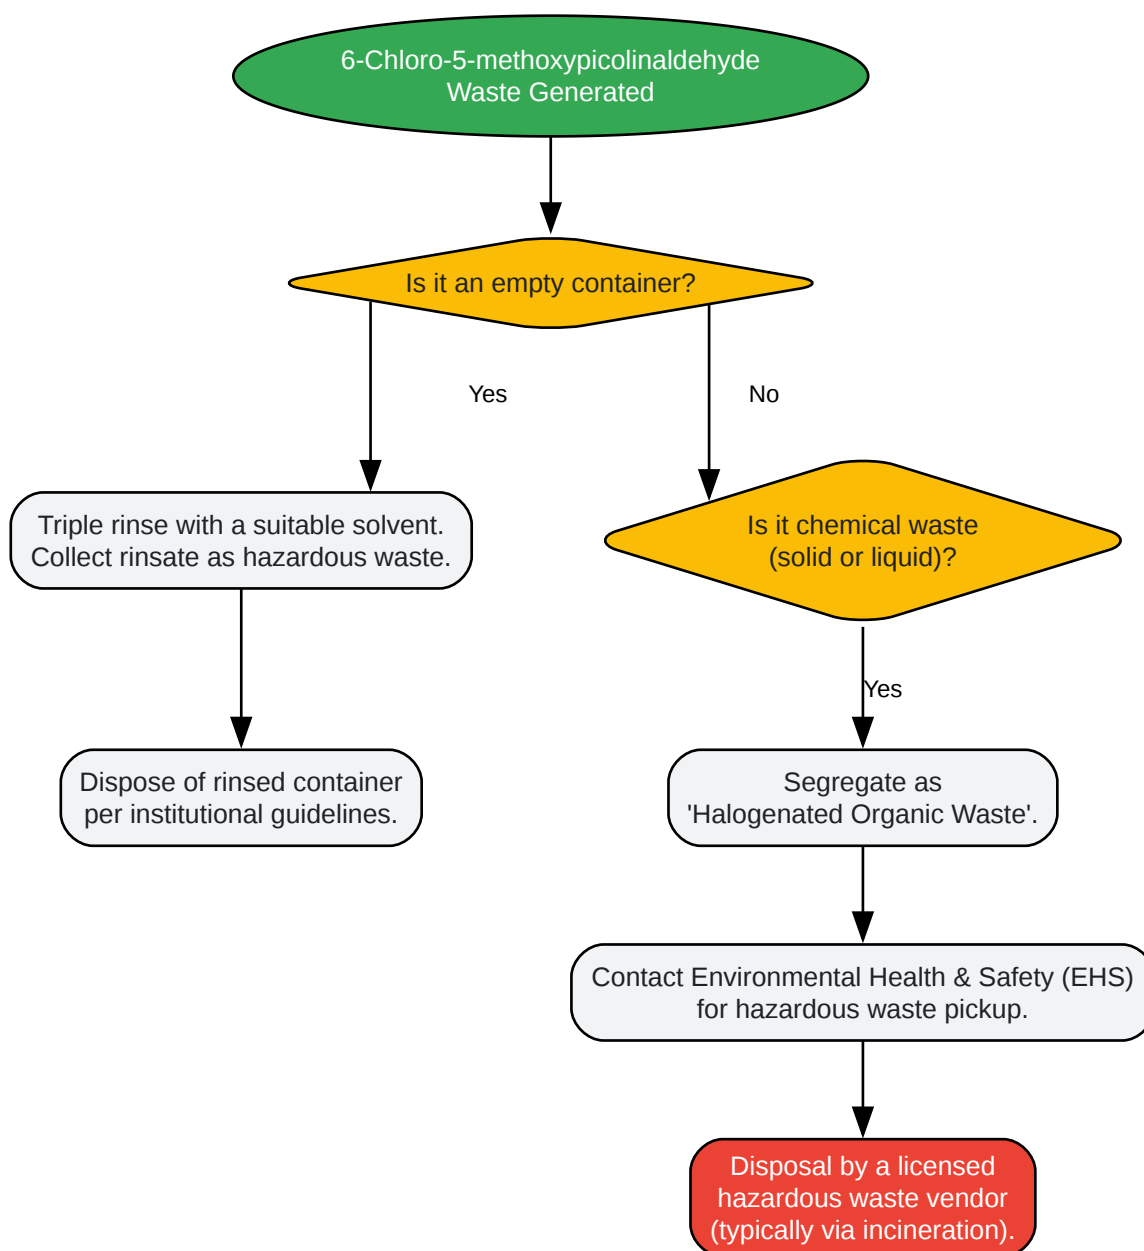 6-Chloro-5-methoxypicolinaldehyde
Waste Generated
Is it an empty container?
Yes
No
Triple rinse with a suitable solvent.
Collect rinsate as hazardous waste.
Is it chemical waste
(solid or liquid)?
Yes
Dispose of rinsed container
per institutional guidelines.
Segregate as
'Halogenated Organic Waste'.
Contact Environmental Health & Safety (EHS)
for hazardous waste pickup.
Disposal by a licensed
hazardous waste vendor
(typically via incineration).